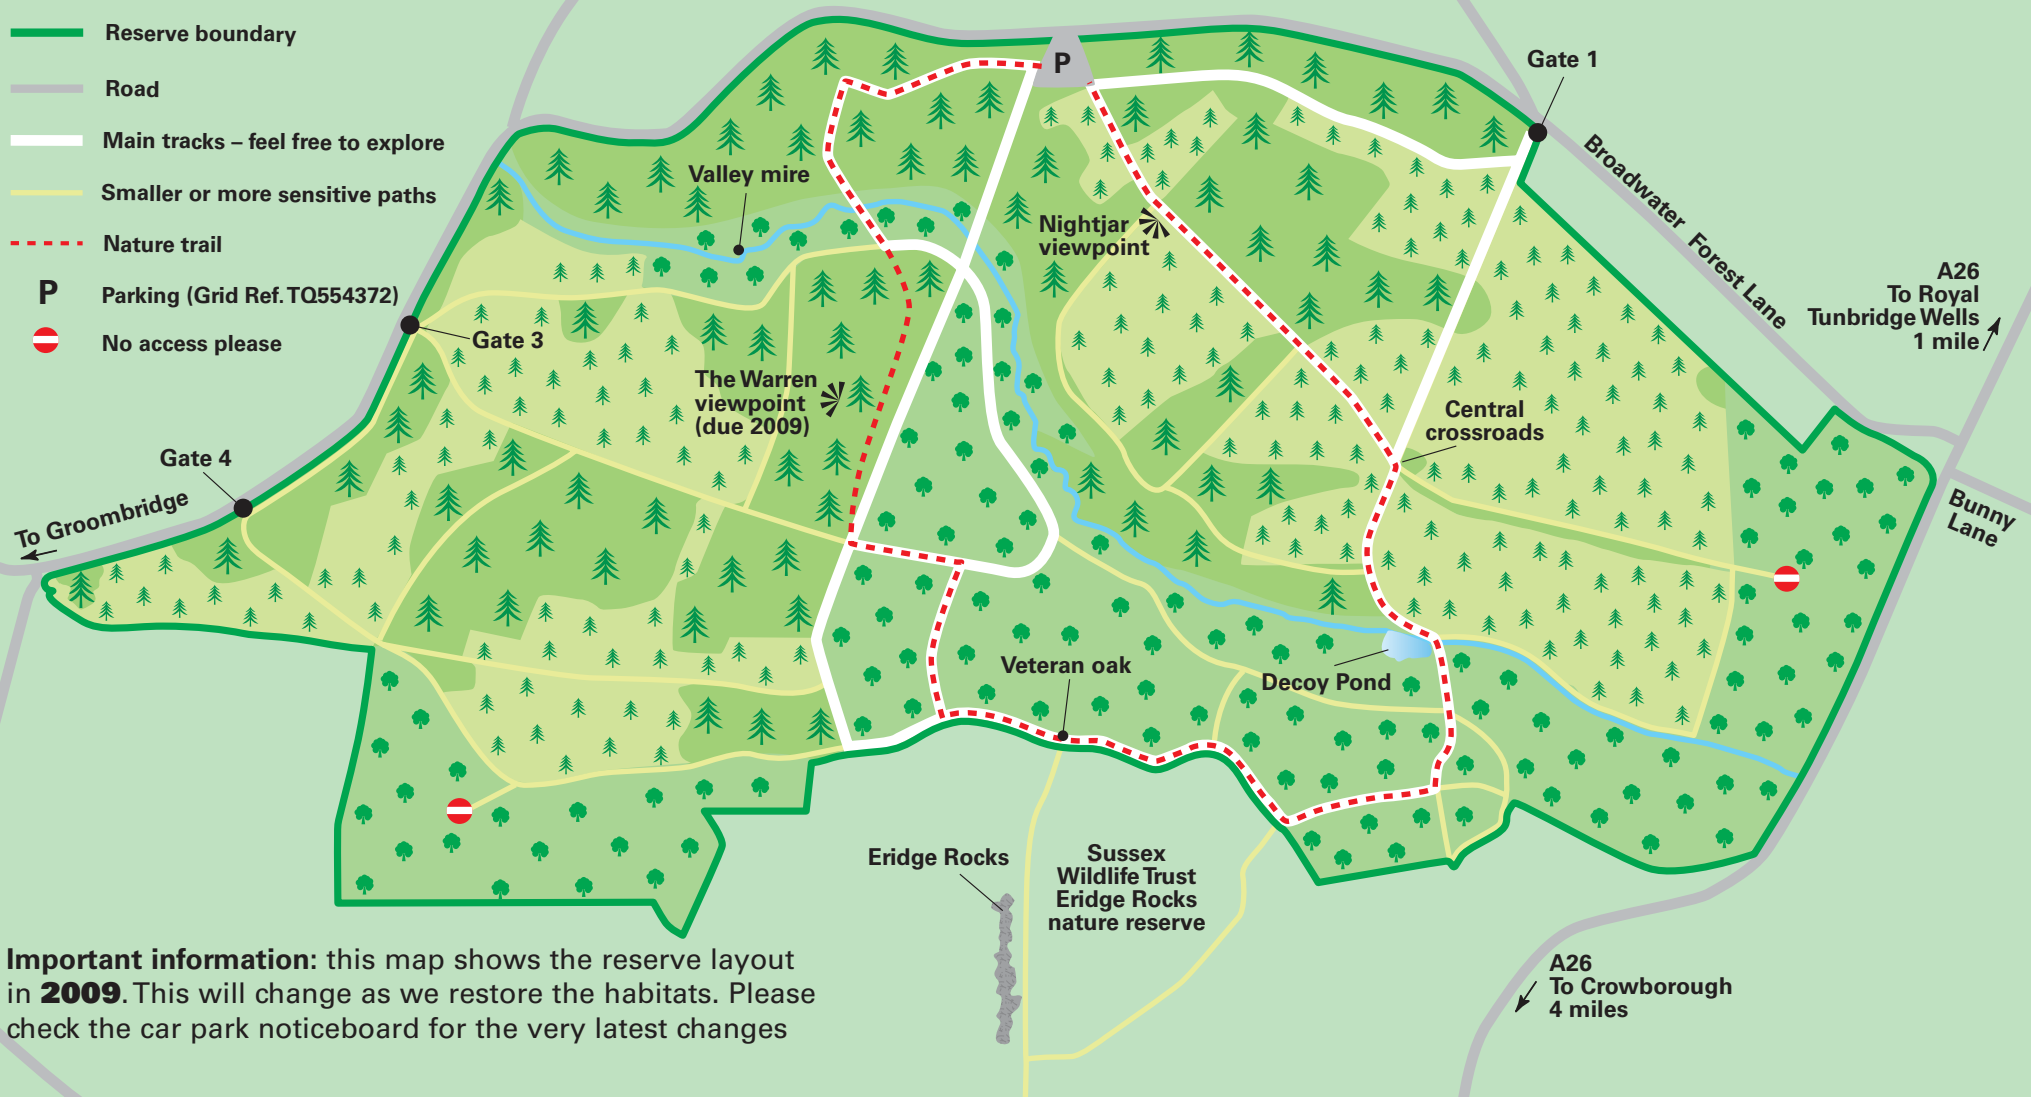 Reserve boundary
Road
Main tracks – feel free to explore
Smaller or more sensitive paths
Nature trail
P Parking (Grid Ref. TQ554372)
No access please
P
Gate 1
Valley mire
Nightjar
viewpoint
Broadwater Forest Lane
A26
To Royal
Tunbridge Wells
1 mile
Gate 3
The Warren
viewpoint
(due 2009)
Central
crossroads
Gate 4
To Groombridge
Bunny
Lane
Veteran oak
Decoy Pond
Eridge Rocks
Sussex
Wildlife Trust
Eridge Rocks
nature reserve
Important information: this map shows the reserve layout
in 2009. This will change as we restore the habitats. Please
check the car park noticeboard for the very latest changes
A26
To Crowborough
4 miles